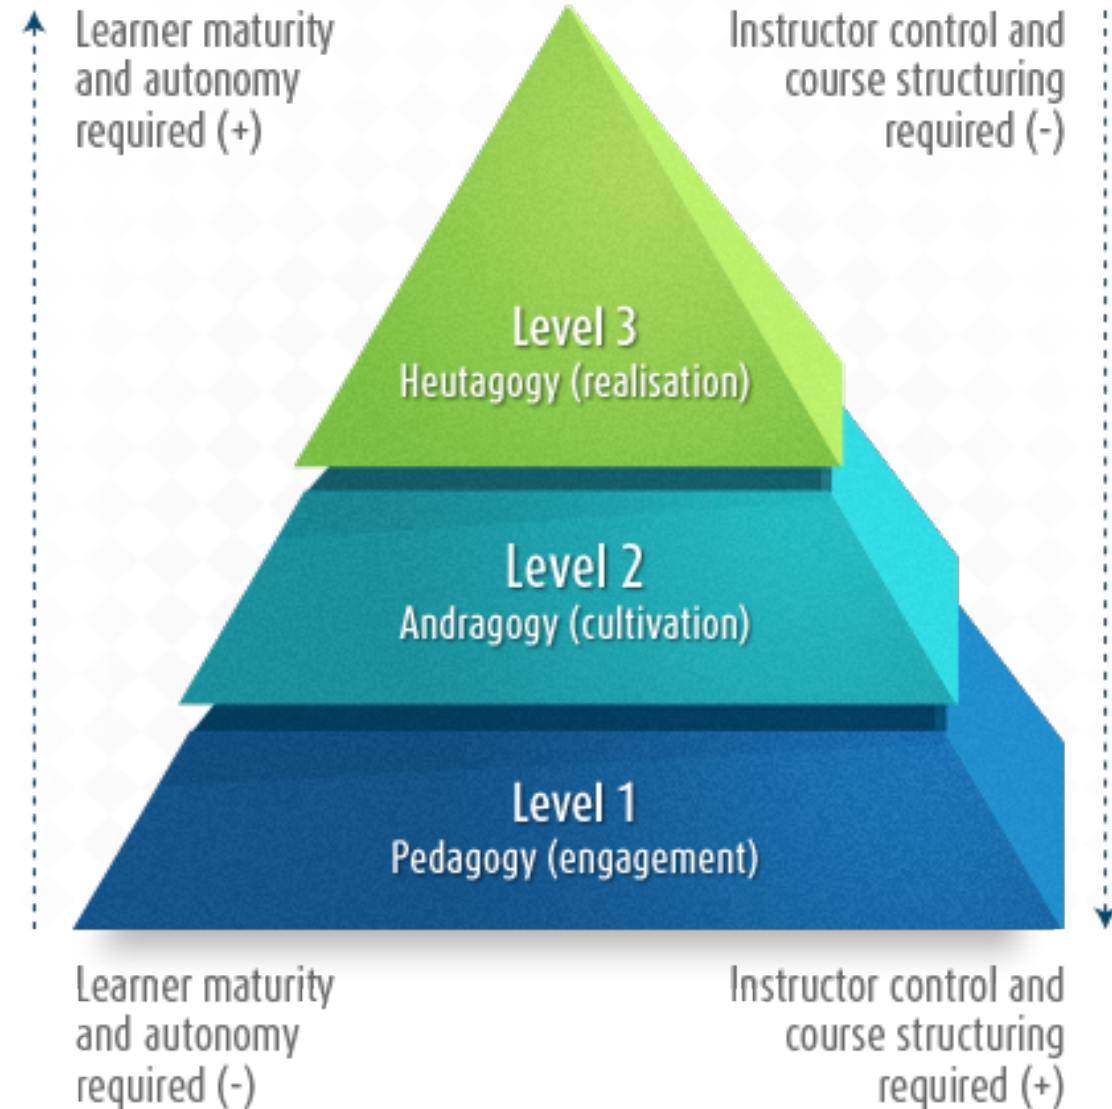 Learner maturity
and autonomy
required (+)
Instructor control and
course structuring
required (-)
Level 3
Heutagogy (realisation)
Level 2
Andragogy (cultivation)
Level 1
Pedagogy (engagement)
Learner maturity
and autonomy
required (-)
Instructor control and
course structuring
required (+)